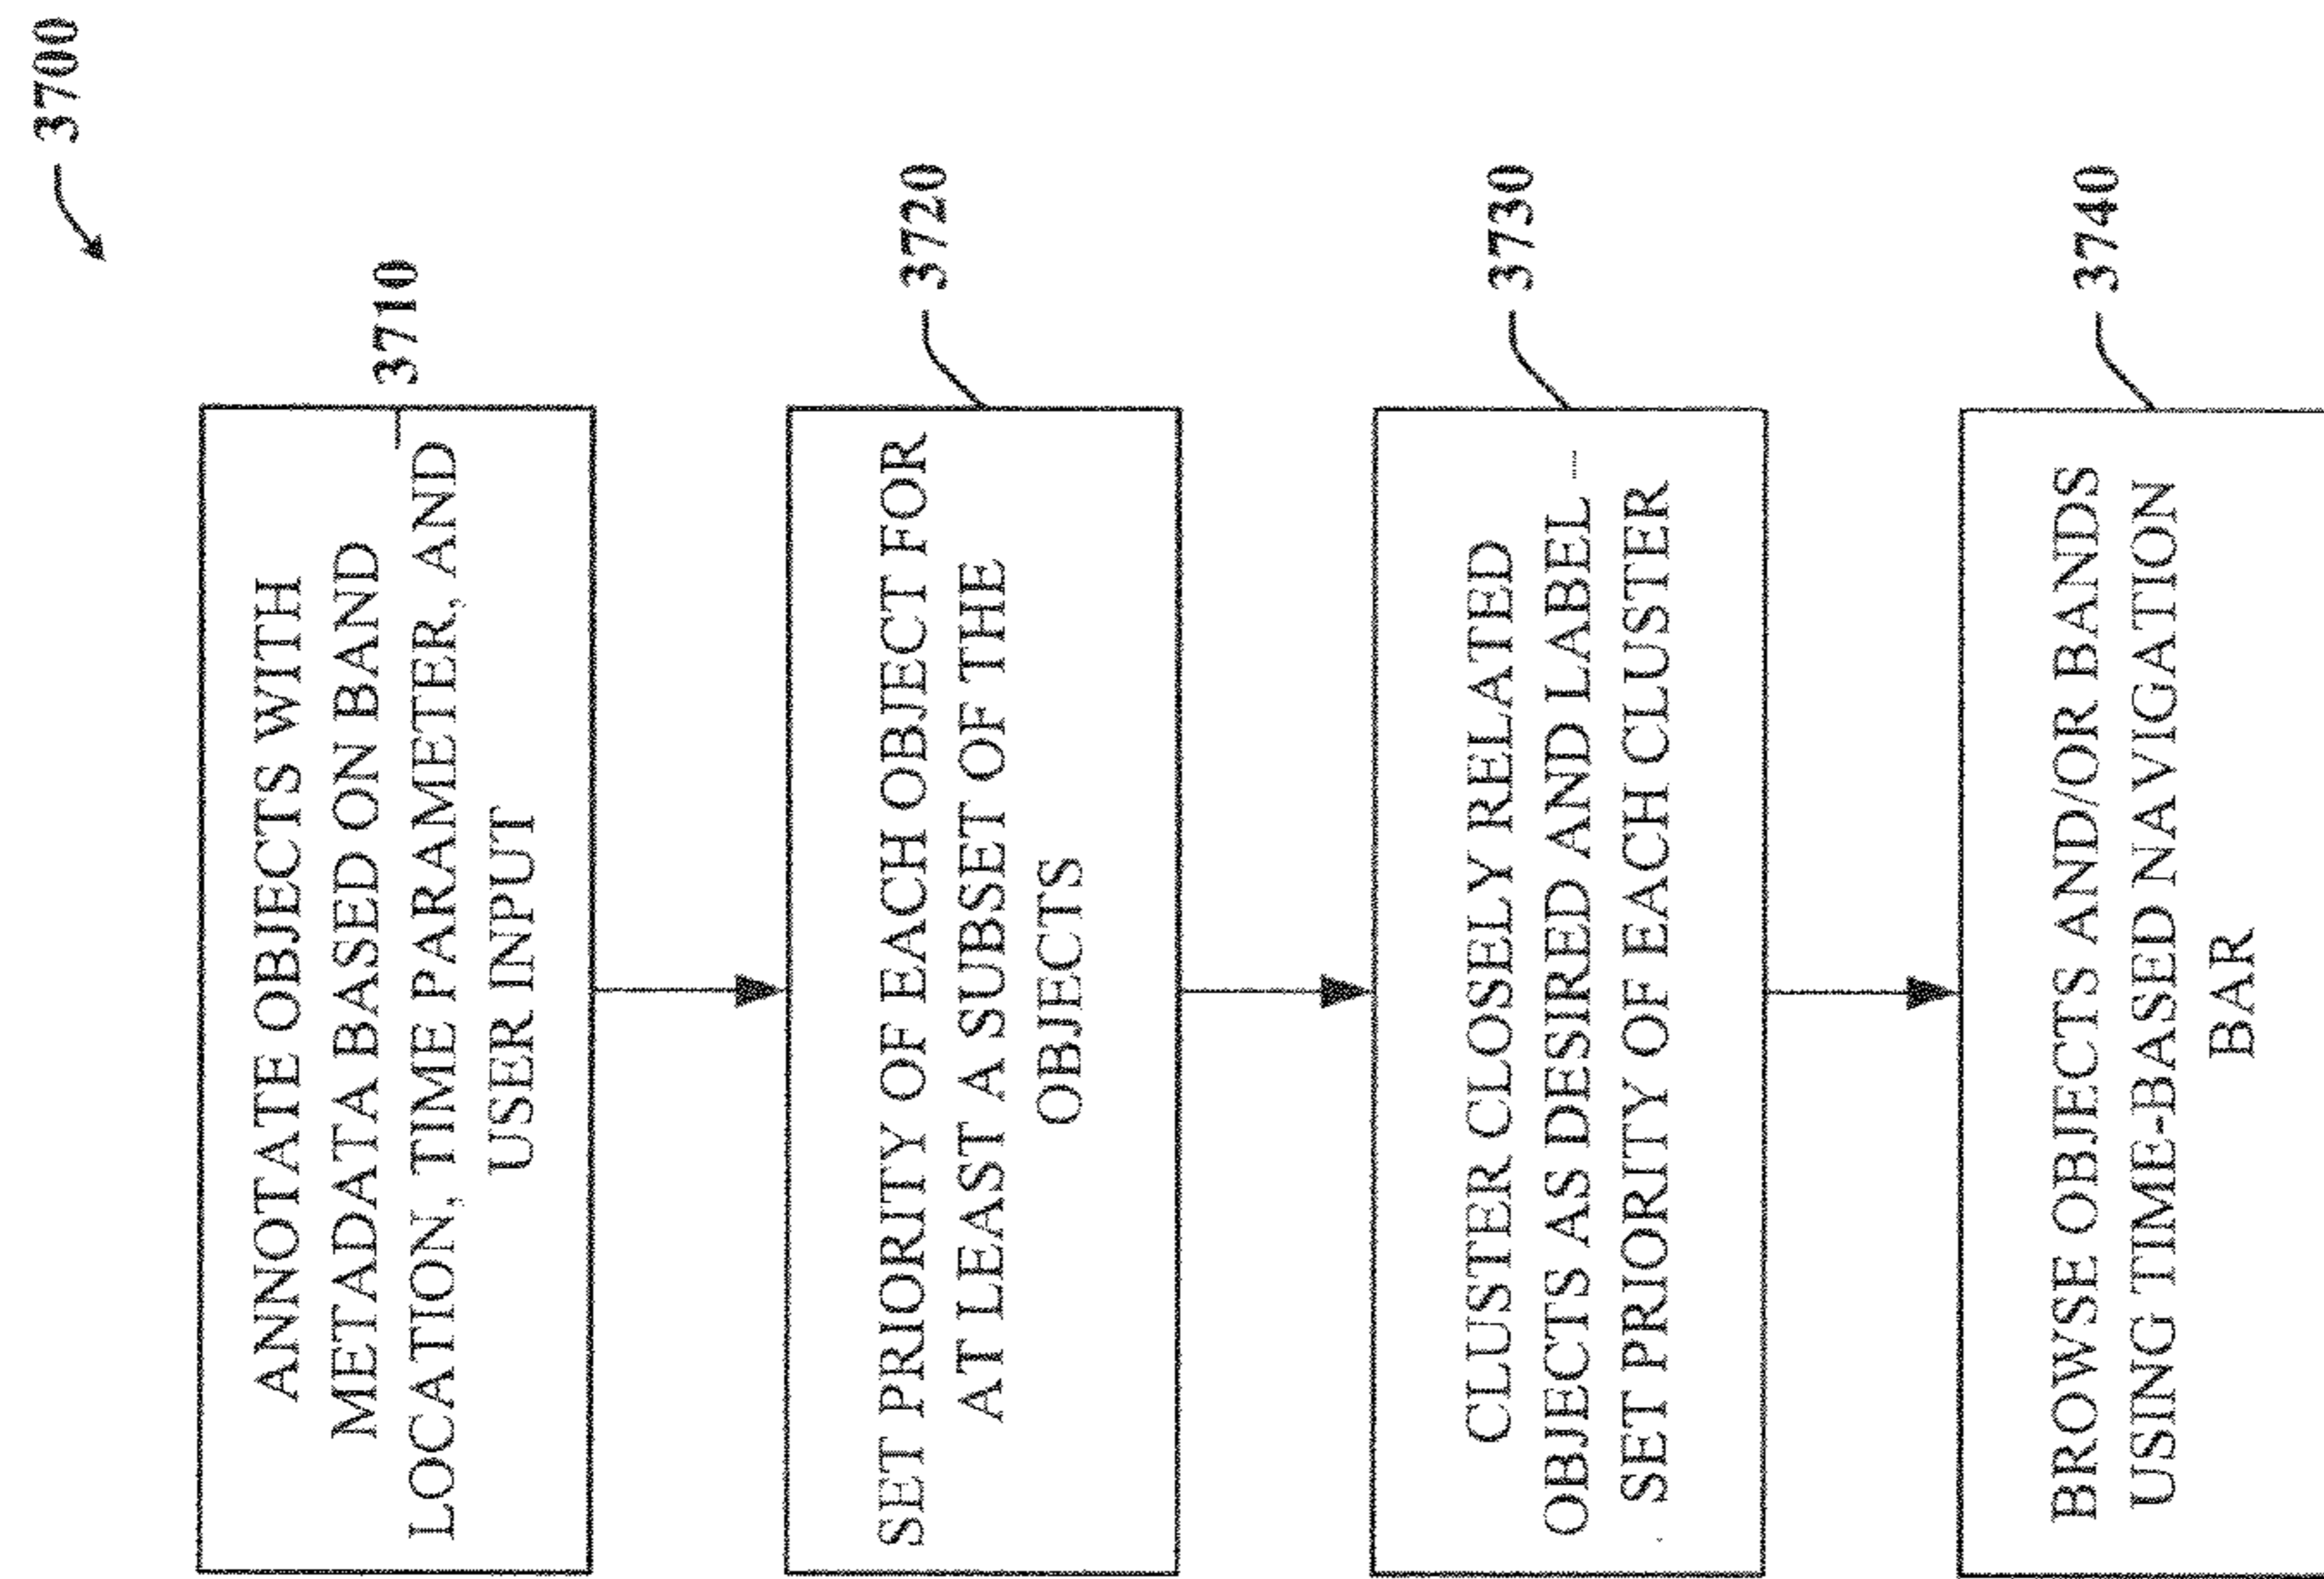 3700
ANNOTATE OBJECTS WITH
METADATA BASED ON BAND
LOCATION, TIME PARAMETER, AND
USER INPUT
3710
SET PRIORITY OF EACH OBJECT FOR
AT LEAST A SUBSET OF THE
OBJECTS
3720
CLUSTER CLOSELY RELATED
OBJECTS AS DESIRED AND LABEL –
SET PRIORITY OF EACH CLUSTER
3730
BROWSE OBJECTS AND/OR BANDS
USING TIME-BASED NAVIGATION
BAR
3740